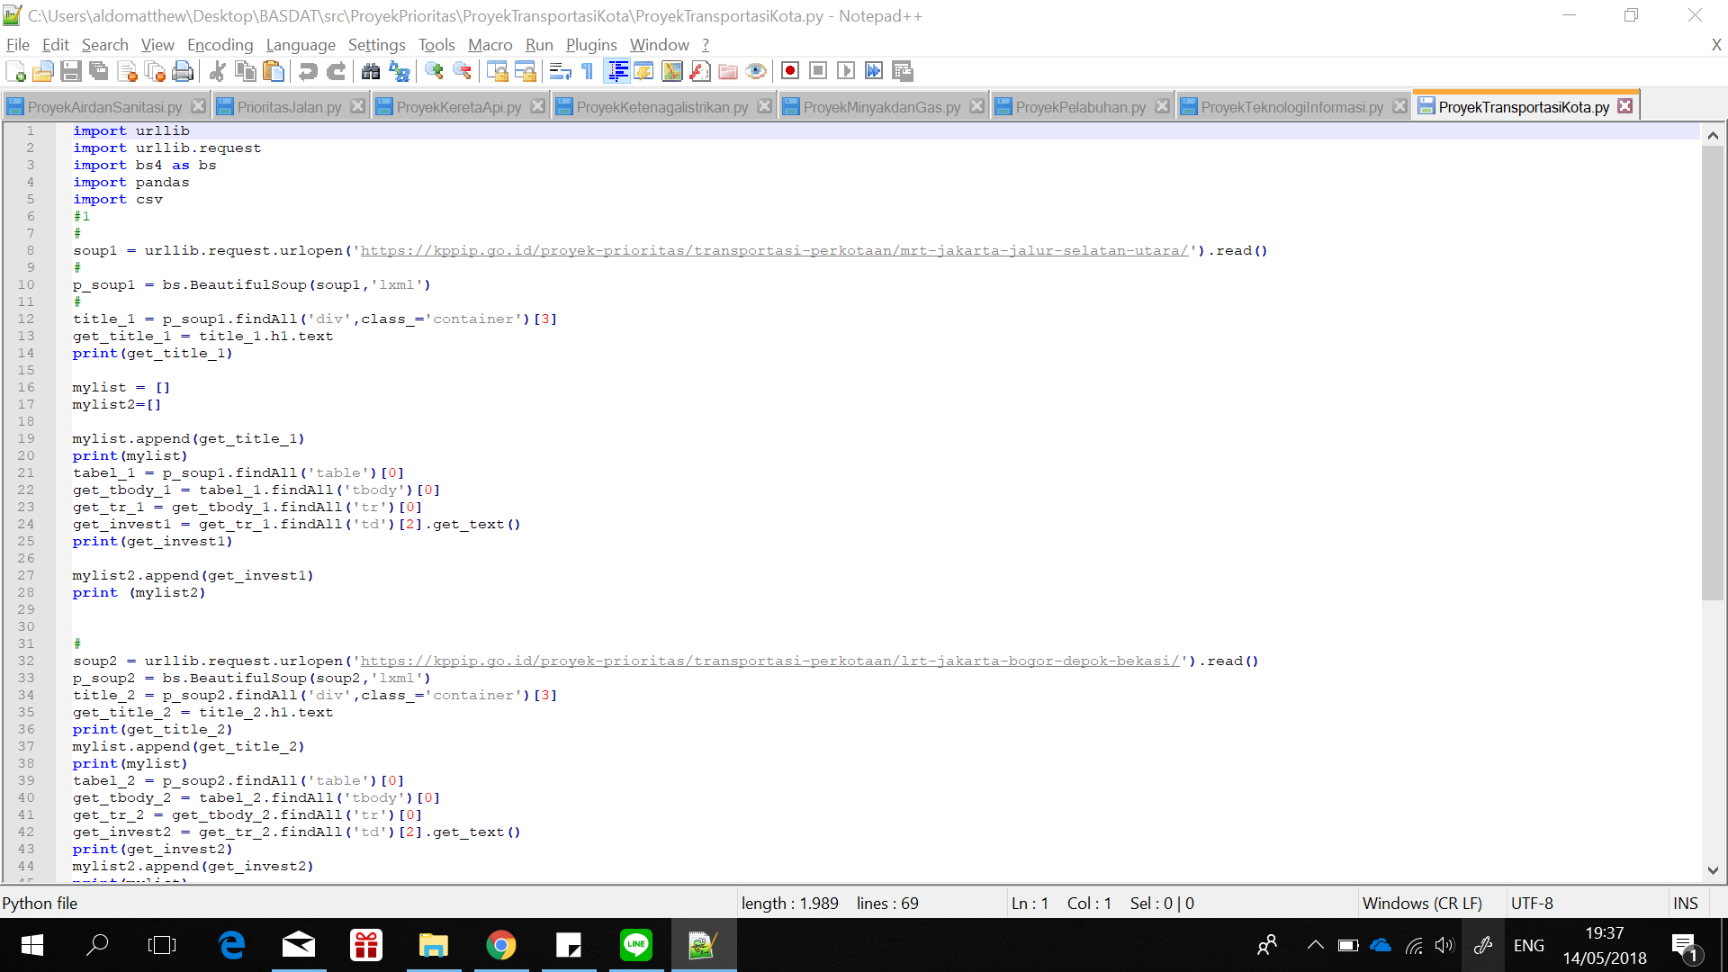 C:\Users\aldomatthew\Desktop\BASDAT\src\ProyekPrioritas\ProyekTransportasiKota\ProyekTransportasiKota.py - Notepad++
File Edit Search View Encoding Language Settings Tools Macro Run Plugins Window ? X
ProyekAirdanSanitasi.py PrioritasJalan.py ProyekKeretaApi.py ProyekKetenagalistrikan.py ProyekMinyakdanGas.py ProyekPelabuhan.py ProyekTeknologiInformasi.py ProyekTransportasiKota.py
1 import urllib
2 import urllib.request
3 import bs4 as bs
4 import pandas
5 import csv
6 #1
7 #
8 soup1 = urllib.request.urlopen('https://kppip.go.id/proyek-prioritas/transportasi-perkotaan/mrt-jakarta-jalur-selatan-utara/').read()
9 #
10 p_soup1 = bs.BeautifulSoup(soup1,'lxml')
11 #
12 title_1 = p_soup1.findAll('div',class_='container')[3]
13 get_title_1 = title_1.h1.text
14 print(get_title_1)
15
16 mylist = []
17 mylist2=[]
18
19 mylist.append(get_title_1)
20 print(mylist)
21 tabel_1 = p_soup1.findAll('table')[0]
22 get_tbody_1 = tabel_1.findAll('tbody')[0]
23 get_tr_1 = get_tbody_1.findAll('tr')[0]
24 get_invest1 = get_tr_1.findAll('td')[2].get_text()
25 print(get_invest1)
26
27 mylist2.append(get_invest1)
28 print (mylist2)
29
30
31 #
32 soup2 = urllib.request.urlopen('https://kppip.go.id/proyek-prioritas/transportasi-perkotaan/lrt-jakarta-bogor-depok-bekasi/').read()
33 p_soup2 = bs.BeautifulSoup(soup2,'lxml')
34 title_2 = p_soup2.findAll('div',class_='container')[3]
35 get_title_2 = title_2.h1.text
36 print(get_title_2)
37 mylist.append(get_title_2)
38 print(mylist)
39 tabel_2 = p_soup2.findAll('table')[0]
40 get_tbody_2 = tabel_2.findAll('tbody')[0]
41 get_tr_2 = get_tbody_2.findAll('tr')[0]
42 get_invest2 = get_tr_2.findAll('td')[2].get_text()
43 print(get_invest2)
44 mylist2.append(get_invest2)
Python file length : 1.989 lines : 69 Ln : 1 Col : 1 Sel : 0 | 0 Windows (CR LF) UTF-8 INS
LINE ENG 19:37 1
14/05/2018